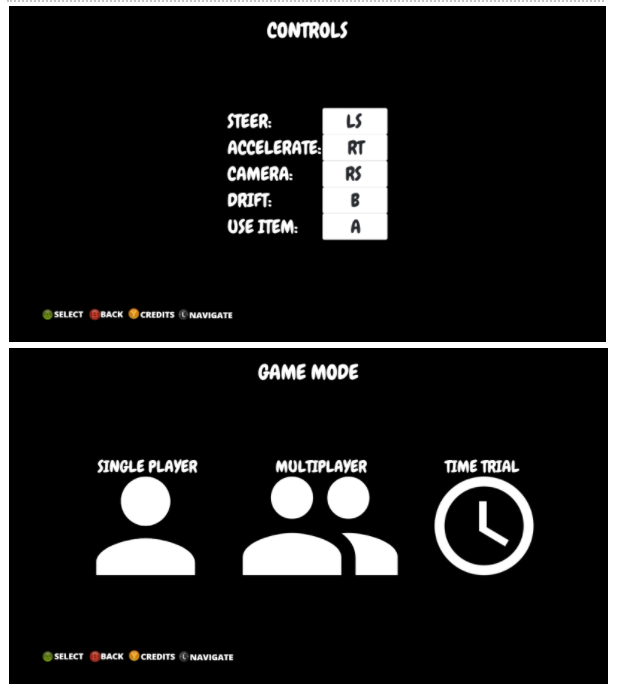 CONTROLS
STEER: LS
ACCELERATE: RT
CAMERA: RS
DRIFT: B
USE ITEM: A
SELECT BACK CREDITS NAVIGATE
GAME MODE
SINGLE PLAYER MULTIPLAYER TIME TRIAL
SELECT BACK CREDITS NAVIGATE